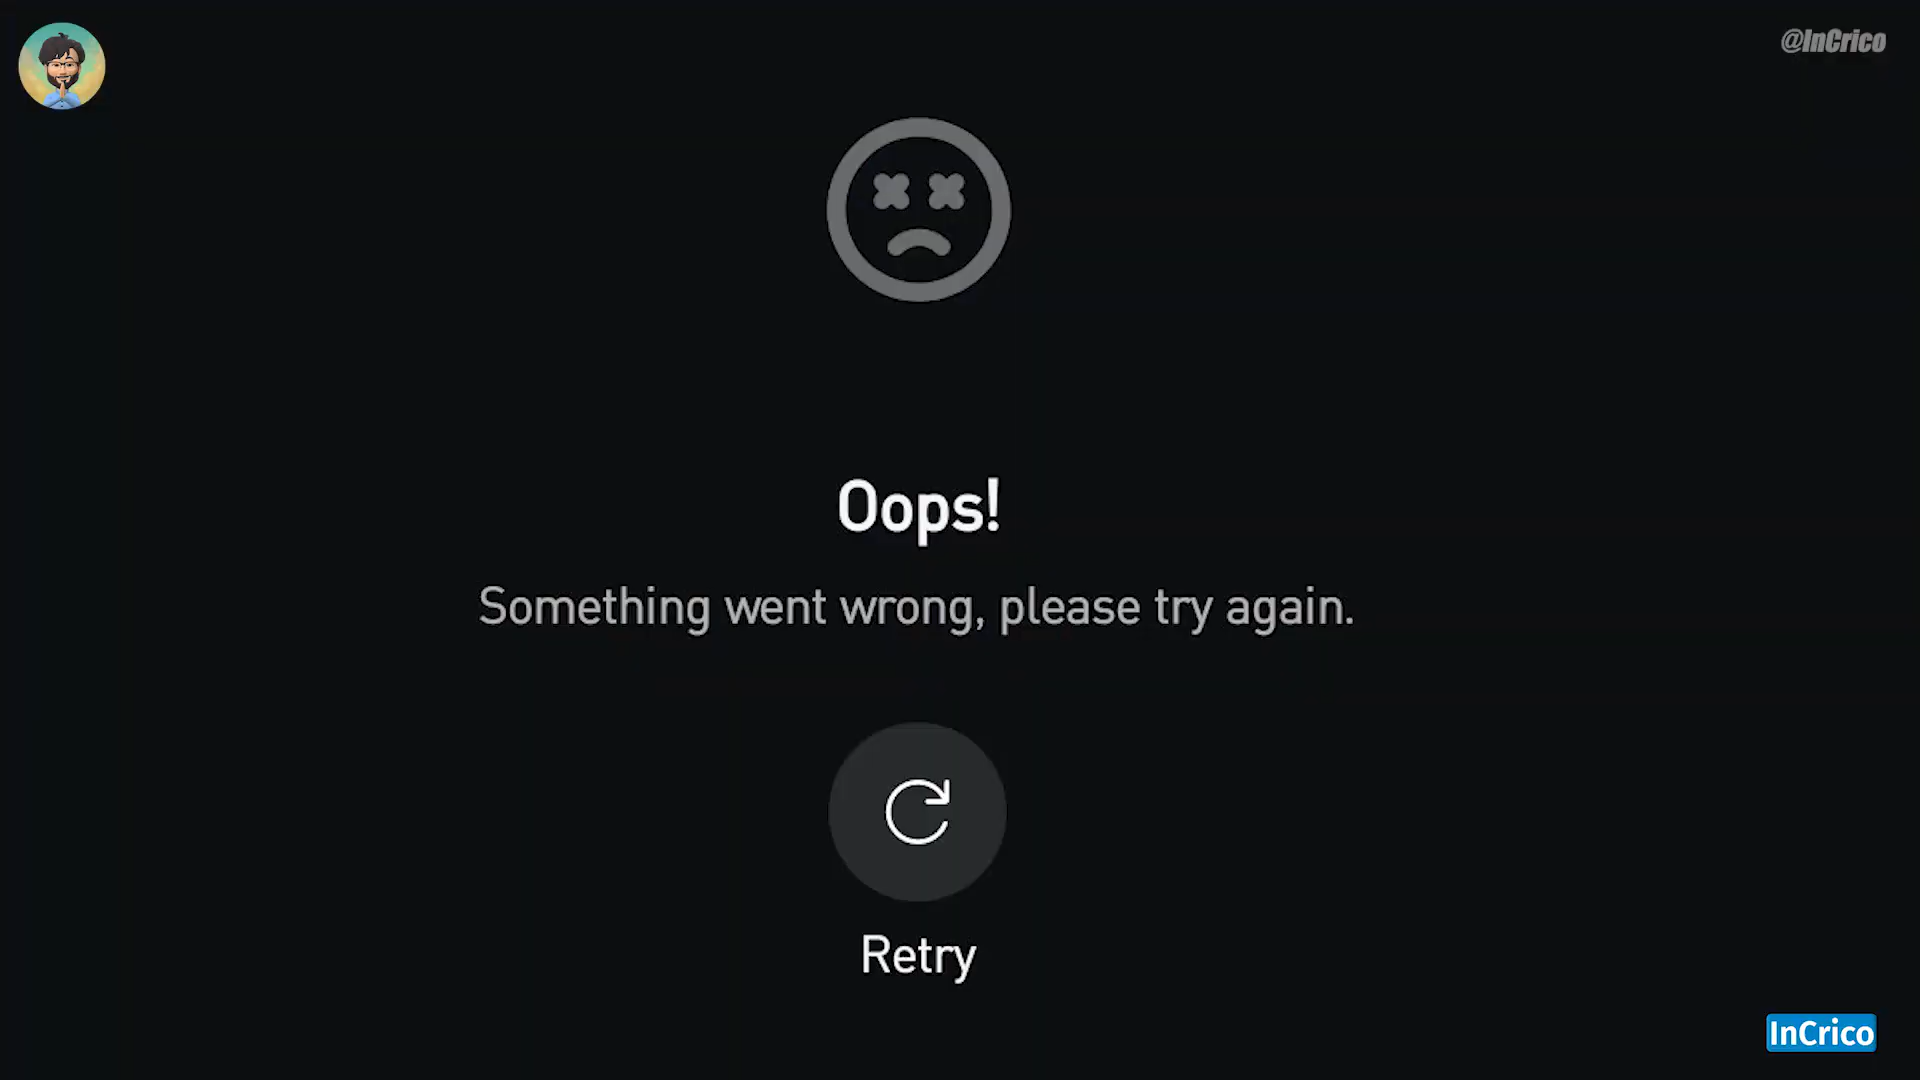 @InCrico
Oops!
Something went wrong, please try again.
Retry
InCrico